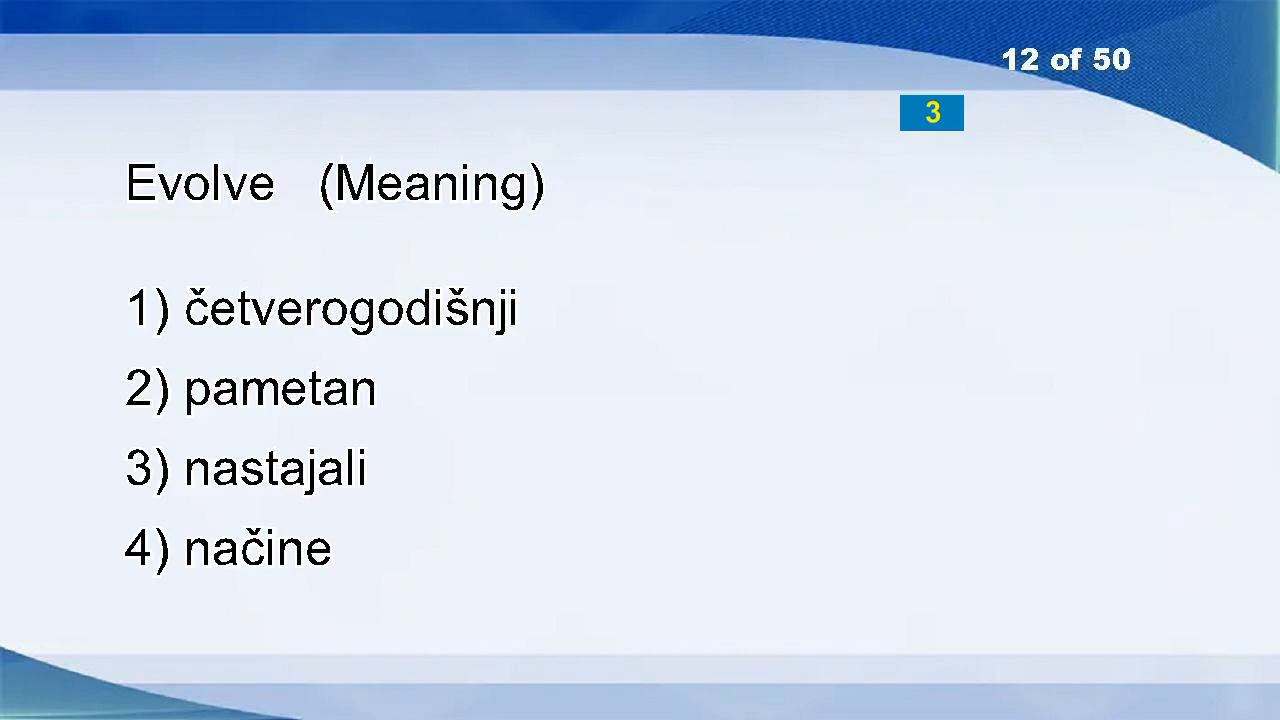 12 of 50
3
Evolve (Meaning)
1) četverogodišnji
2) pametan
3) nastajali
4) načine